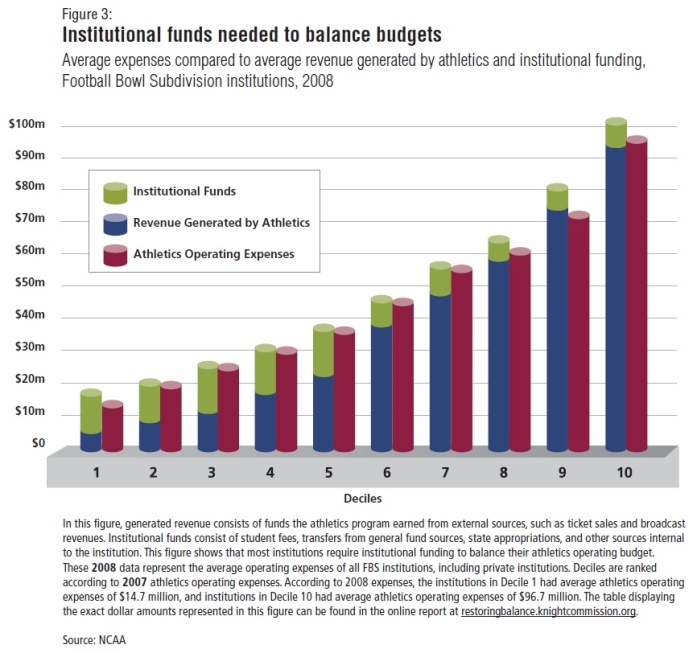 Figure 3:
Institutional funds needed to balance budgets
Average expenses compared to average revenue generated by athletics and institutional funding,
Football Bowl Subdivision institutions, 2008
$100m
$90m
$80m
$70m
$60m
$50m
$40m
$30m
$20m
$10m
$0
Institutional Funds
Revenue Generated by Athletics
Athletics Operating Expenses
1 2 3 4 5 6 7 8 9 10
Deciles
In this figure, generated revenue consists of funds the athletics program earned from external sources, such as ticket sales and broadcast
revenues. Institutional funds consist of student fees, transfers from general fund sources, state appropriations, and other sources internal
to the institution. This figure shows that most institutions require institutional funding to balance their athletics operating budget.
These 2008 data represent the average operating expenses of all FBS institutions, including private institutions. Deciles are ranked
according to 2007 athletics operating expenses. According to 2008 expenses, the institutions in Decile 1 had average athletics operating
expenses of $14.7 million, and institutions in Decile 10 had average athletics operating expenses of $96.7 million. The table displaying
the exact dollar amounts represented in this figure can be found in the online report at restoringbalance.knightcommission.org.
Source: NCAA